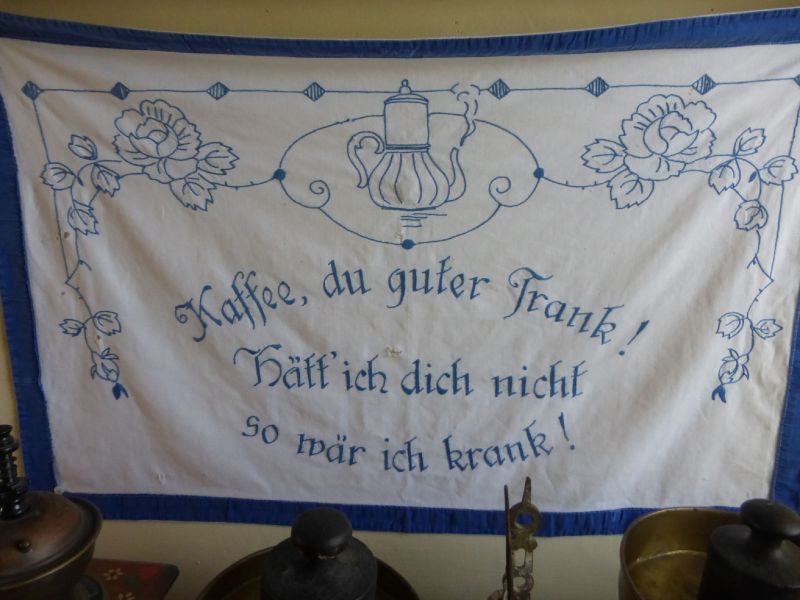 Kaffee, du guter Trank!
Hätt' ich dich nicht
so wär ich krank!